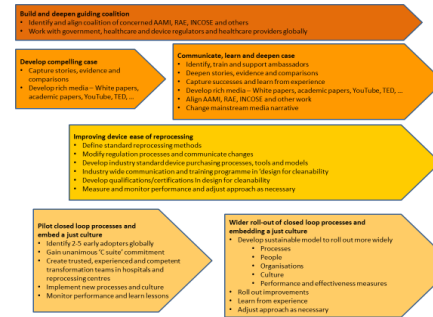 Build and deepen guiding coalition
• Identify and align coalition of concerned AAMI, RAE, INCOSE and others
• Work with government, healthcare and device regulators and healthcare providers globally
Develop compelling case
• Capture stories, evidence and
comparisons
• Develop rich media – White papers,
academic papers, YouTube, TED, ...
Communicate, learn and deepen case
• Identify, train and support ambassadors
• Deepen stories, evidence and comparisons
• Capture successes and learn from experience
• Develop rich media – White papers, academic papers, YouTube, TED, ...
• Align AAMI, RAE, INCOSE and other work
• Change mainstream media narrative
Improving device ease of reprocessing
• Define standard reprocessing methods
• Modify regulation processes and communicate changes
• Develop industry standard device purchasing processes, tools and models
• Industry wide communication and training programme in 'design for cleanability
• Develop qualifications/certifications in design for cleanability
• Measure and monitor performance and adjust approach as necessary
Pilot closed loop processes and
embed a just culture
• Identify 2-5 early adopters globally
• Gain unanimous 'C suite' commitment
• Create trusted, experienced and competent
transformation teams in hospitals and
reprocessing centres
• Implement new processes and culture
• Monitor performance and learn lessons
Wider roll-out of closed loop processes and
embedding a just culture
• Develop sustainable model to roll out more widely
• Processes
• People
• Organisations
• Culture
• Performance and effectiveness measures
• Roll out improvements
• Learn from experience
• Adjust approach as necessary